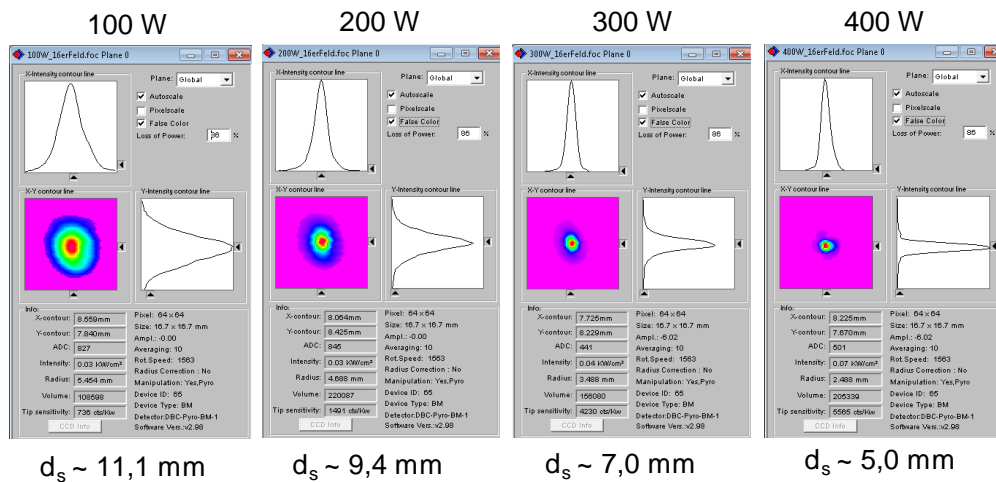 100 W
200 W
300 W
400 W
100W_16erFeld.foc Plane 0
X-Intensity contour line
Plane: Global
Autoscale
Pixelscale
False Color
Loss of Power: 86 %
X-Y contour line
Y-Intensity contour line
Info:
X-contour: 8.559mm
Y-contour: 7.840mm
ADC: 827
Intensity: 0.03 KW/cm²
Radius: 5.454 mm
Volume: 108598
Tip sensitivity: 736 cts/Kw
CCD Info
Pixel: 64 x 64
Size: 16.7 x 16.7 mm
Ampl.: -0.00
Averaging: 10
Rot.Speed: 1563
Radius Correction : No
Manipulation: Yes,Pyro
Device ID: 65
Device Type: BM
Detector:DBC-Pyro-BM-1
Software Vers.:v2.98
200W_16erFeld.foc Plane 0
X-Intensity contour line
Plane: Global
Autoscale
Pixelscale
False Color
Loss of Power: 86 %
X-Y contour line
Y-Intensity contour line
Info:
X-contour: 8.064mm
Y-contour: 8.425mm
ADC: 845
Intensity: 0.03 KW/cm²
Radius: 4.688 mm
Volume: 220087
Tip sensitivity: 1491 cts/Kw
CCD Info
Pixel: 64 x 64
Size: 16.7 x 16.7 mm
Ampl.: -0.00
Averaging: 10
Rot.Speed: 1563
Radius Correction : No
Manipulation: Yes,Pyro
Device ID: 65
Device Type: BM
Detector:DBC-Pyro-BM-1
Software Vers.:v2.98
300W_16erFeld.foc Plane 0
X-Intensity contour line
Plane: Global
Autoscale
Pixelscale
False Color
Loss of Power: 86 %
X-Y contour line
Y-Intensity contour line
Info:
X-contour: 7.725mm
Y-contour: 8.229mm
ADC: 441
Intensity: 0.04 KW/cm²
Radius: 3.488 mm
Volume: 156080
Tip sensitivity: 4230 cts/Kw
CCD Info
Pixel: 64 x 64
Size: 16.7 x 16.7 mm
Ampl.: -6.02
Averaging: 10
Rot.Speed: 1563
Radius Correction : No
Manipulation: Yes,Pyro
Device ID: 65
Device Type: BM
Detector:DBC-Pyro-BM-1
Software Vers.:v2.98
400W_16erFeld.foc Plane 0
X-Intensity contour line
Plane: Global
Autoscale
Pixelscale
False Color
Loss of Power: 86 %
X-Y contour line
Y-Intensity contour line
Info:
X-contour: 8.225mm
Y-contour: 7.670mm
ADC: 501
Intensity: 0.07 KW/cm²
Radius: 2.488 mm
Volume: 205339
Tip sensitivity: 5565 cts/Kw
CCD Info
Pixel: 64 x 64
Size: 16.7 x 16.7 mm
Ampl.: -6.02
Averaging: 10
Rot.Speed: 1563
Radius Correction : No
Manipulation: Yes,Pyro
Device ID: 65
Device Type: BM
Detector:DBC-Pyro-BM-1
Software Vers.:v2.98
dₛ ~ 11,1 mm
dₛ ~ 9,4 mm
dₛ ~ 7,0 mm
dₛ ~ 5,0 mm